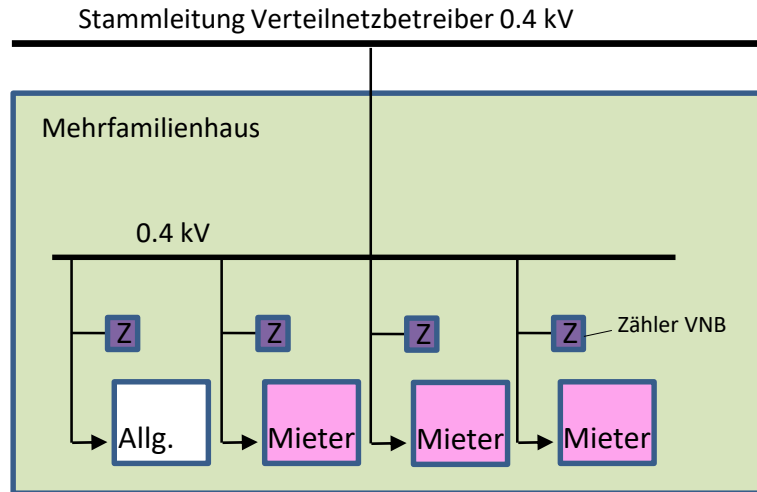 Stammleitung Verteilnetzbetreiber 0.4 kV
Mehrfamilienhaus
0.4 kV
Z Z Z Z
Zähler VNB
Allg. Mieter Mieter Mieter